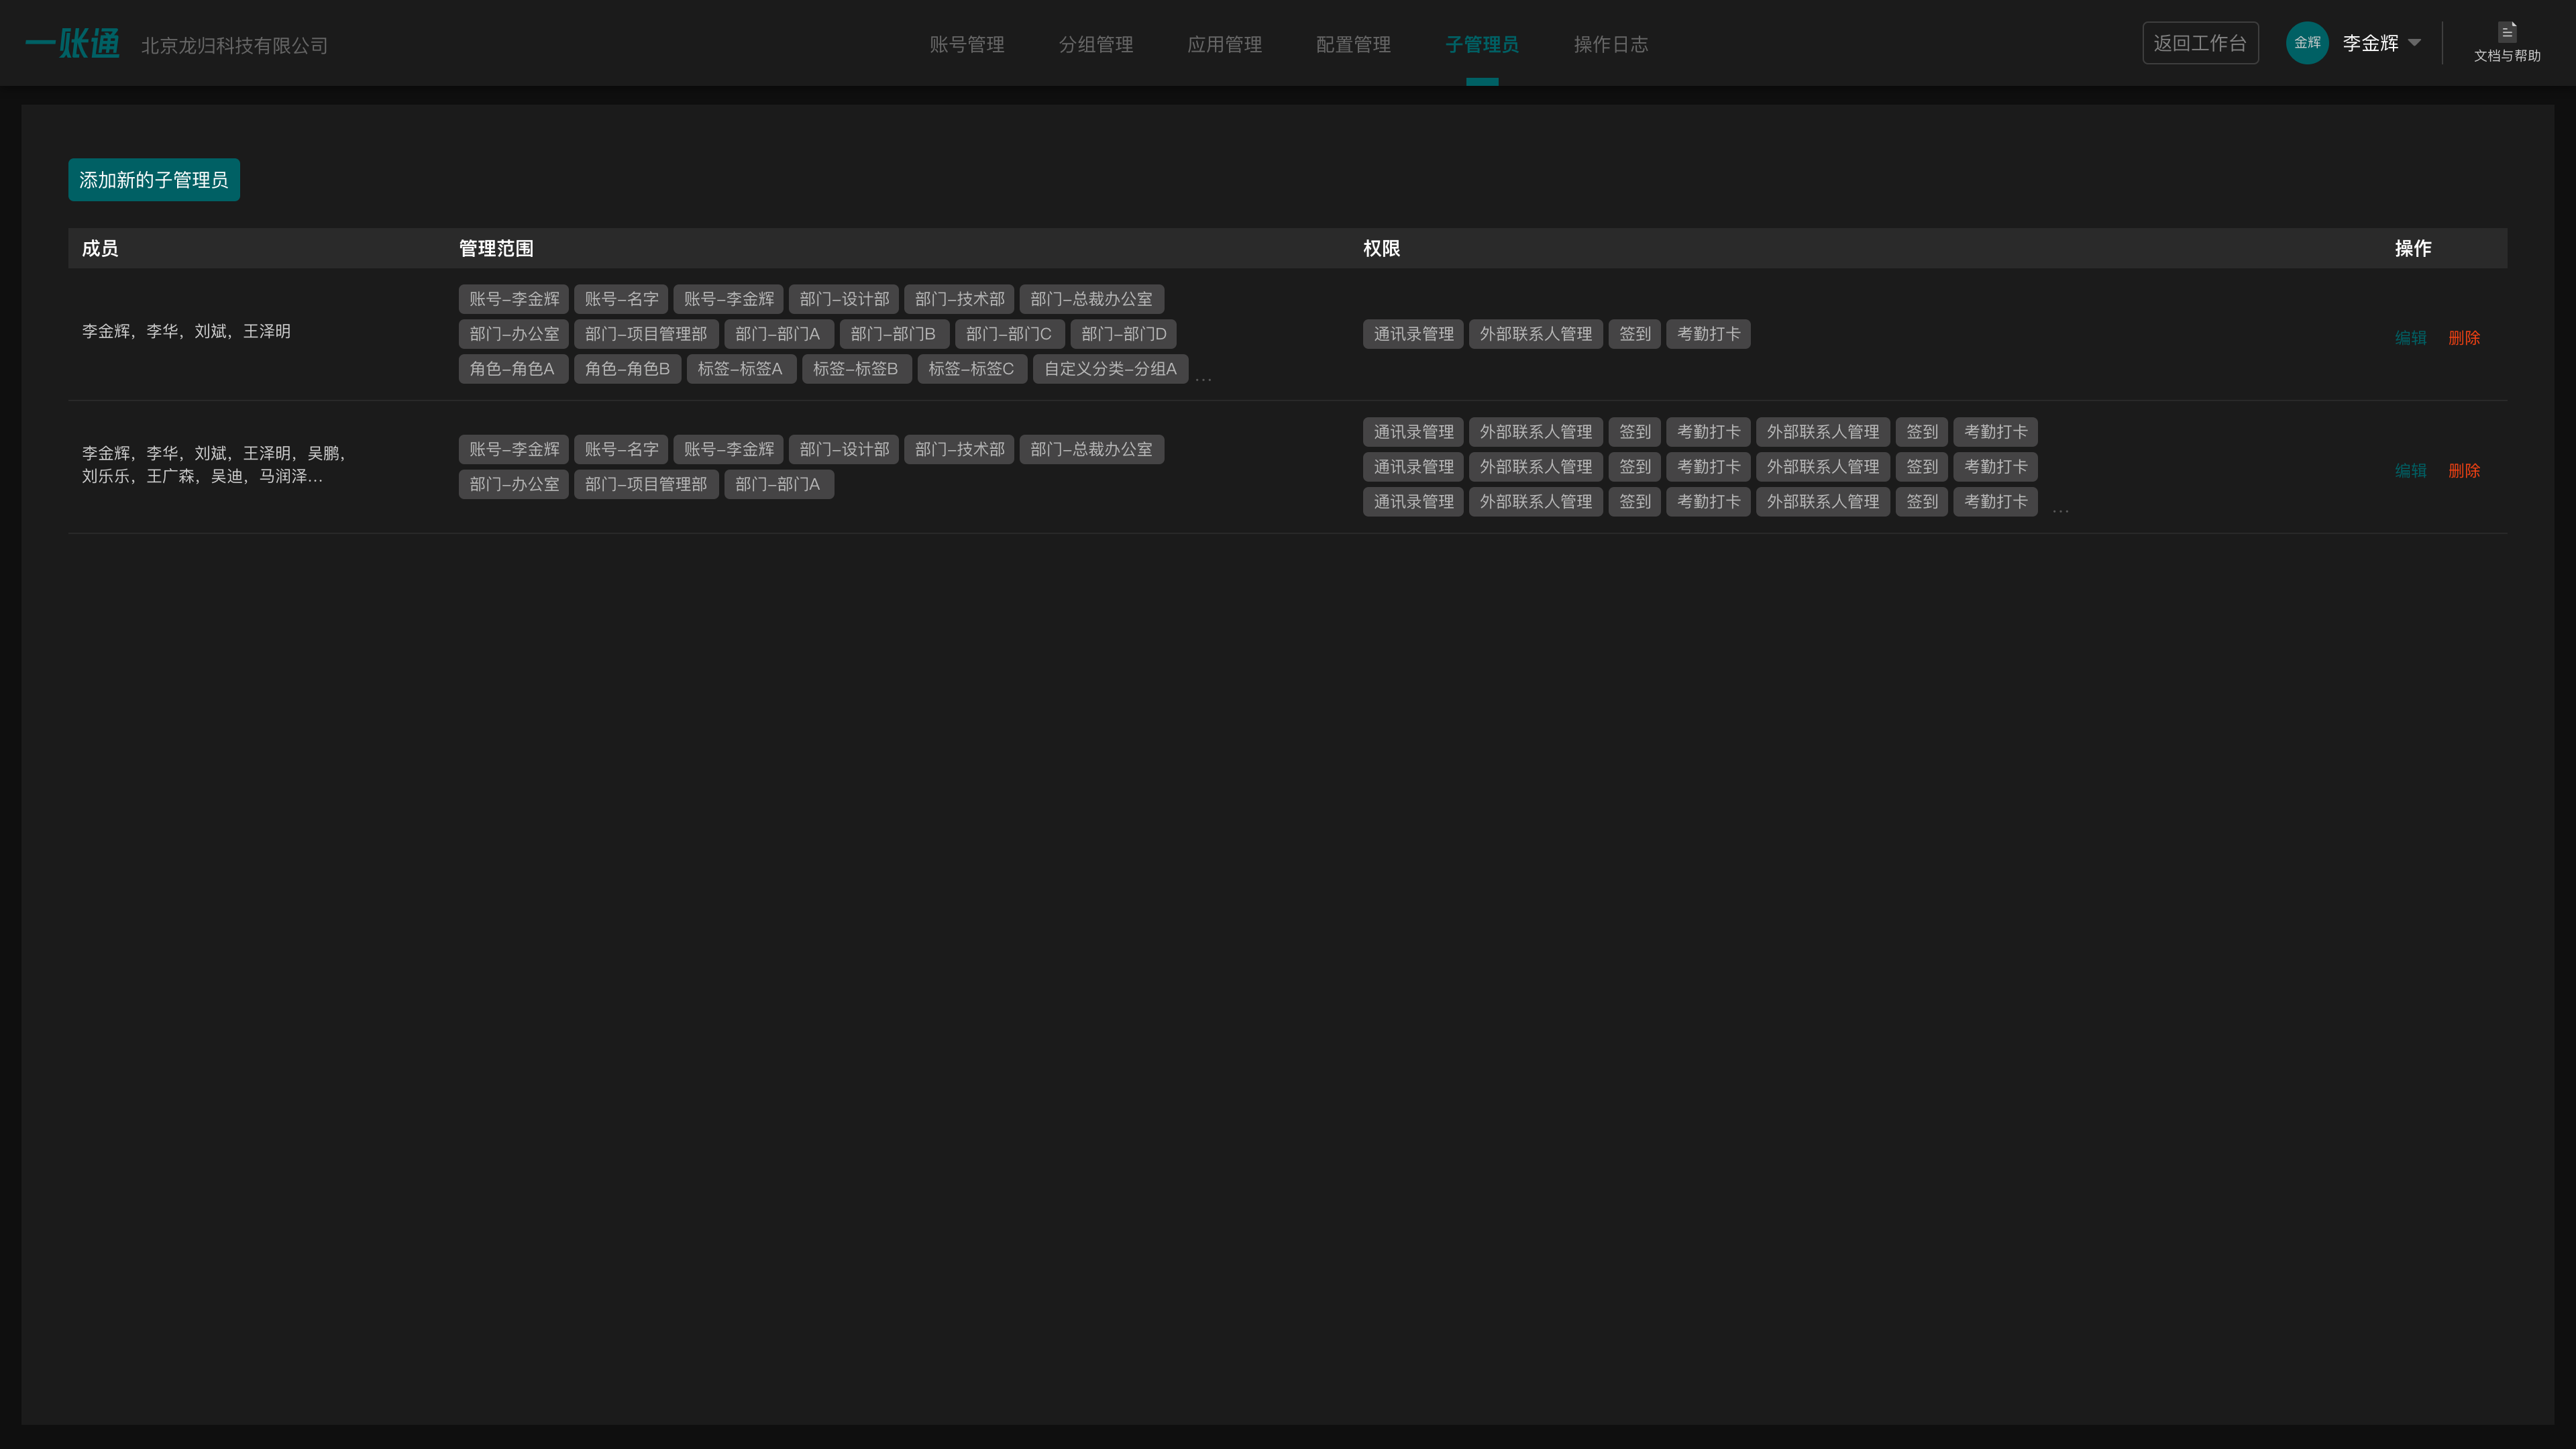 一账通 北京龙归科技有限公司 账号管理 分组管理 应用管理 配置管理 子管理员 操作日志 返回工作台 金辉 李金辉 文档与帮助
添加新的子管理员
成员 管理范围 权限 操作
李金辉，李华，刘斌，王泽明
账号-李金辉 账号-名字 账号-李金辉 部门-设计部 部门-技术部 部门-总裁办公室
部门-办公室 部门-项目管理部 部门-部门A 部门-部门B 部门-部门C 部门-部门D
角色-角色A 角色-角色B 标签-标签A 标签-标签B 标签-标签C 自定义分类-分组A ...
通讯录管理 外部联系人管理 签到 考勤打卡
编辑 删除
李金辉，李华，刘斌，王泽明，吴鹏，
刘乐乐，王广森，吴迪，马润泽...
账号-李金辉 账号-名字 账号-李金辉 部门-设计部 部门-技术部 部门-总裁办公室
部门-办公室 部门-项目管理部 部门-部门A
通讯录管理 外部联系人管理 签到 考勤打卡 外部联系人管理 签到 考勤打卡
通讯录管理 外部联系人管理 签到 考勤打卡 外部联系人管理 签到 考勤打卡
通讯录管理 外部联系人管理 签到 考勤打卡 外部联系人管理 签到 考勤打卡 ...
编辑 删除